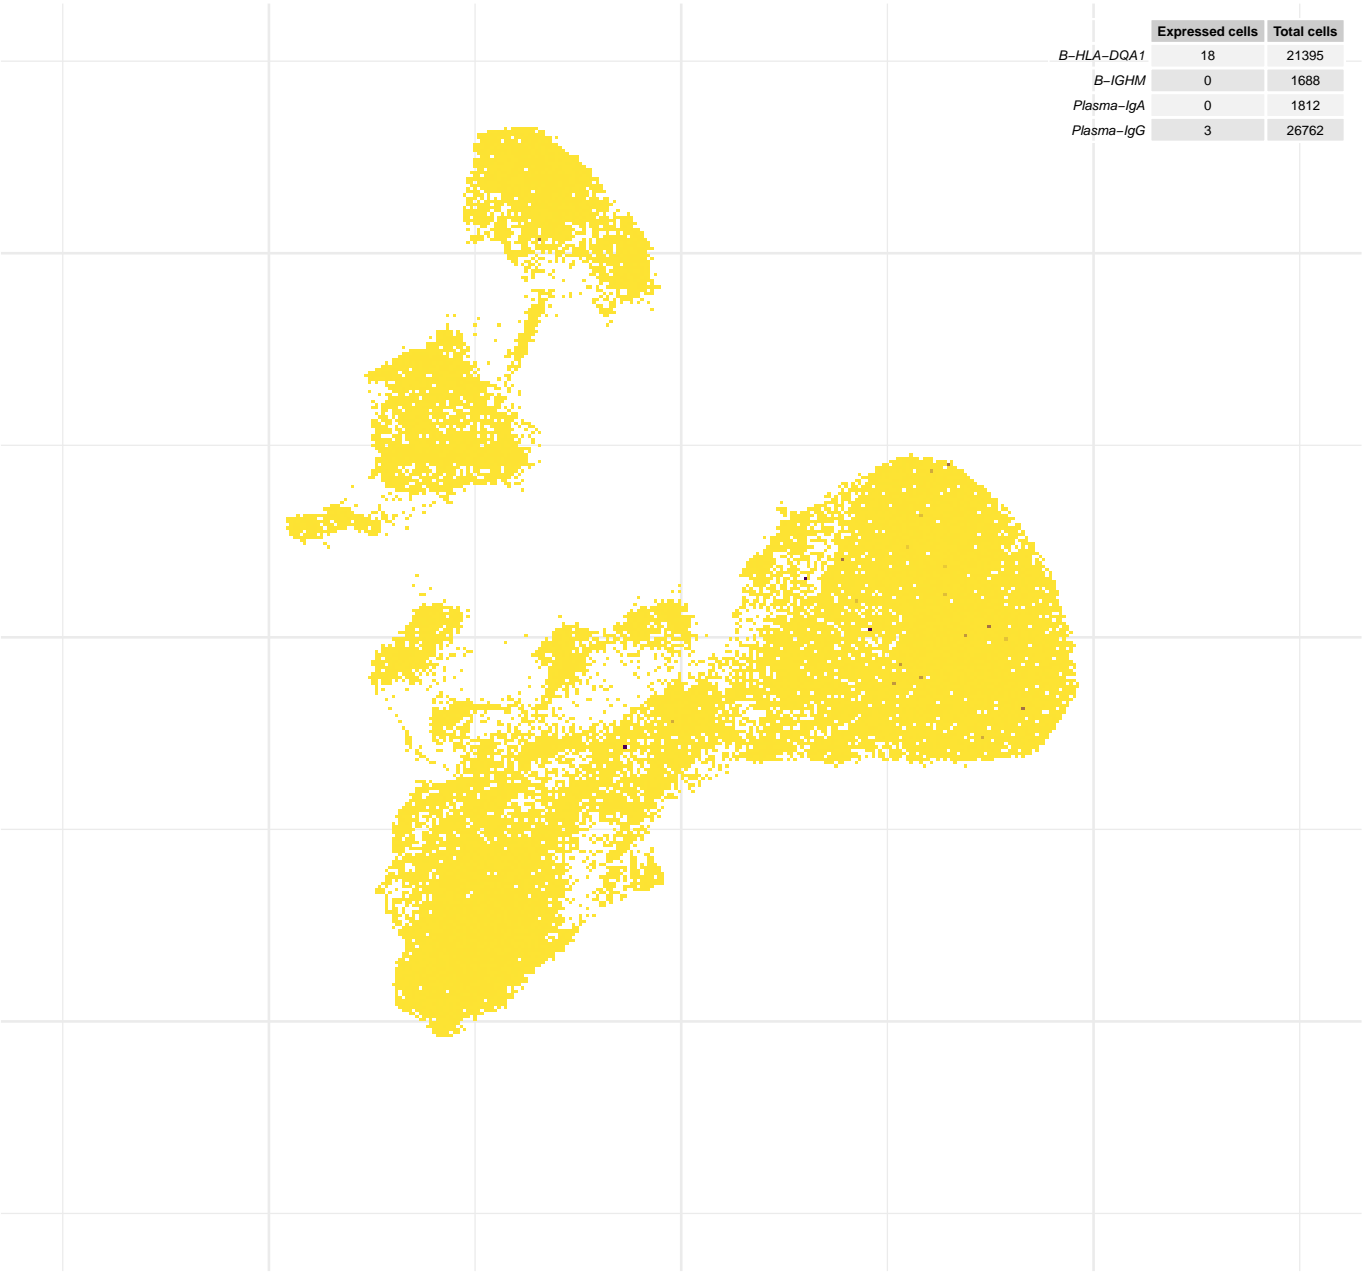 Expressed cells Total cells
B−HLA−DQA1 18 21395
B−IGHM 0 1688
Plasma−IgA 0 1812
Plasma−IgG 3 26762